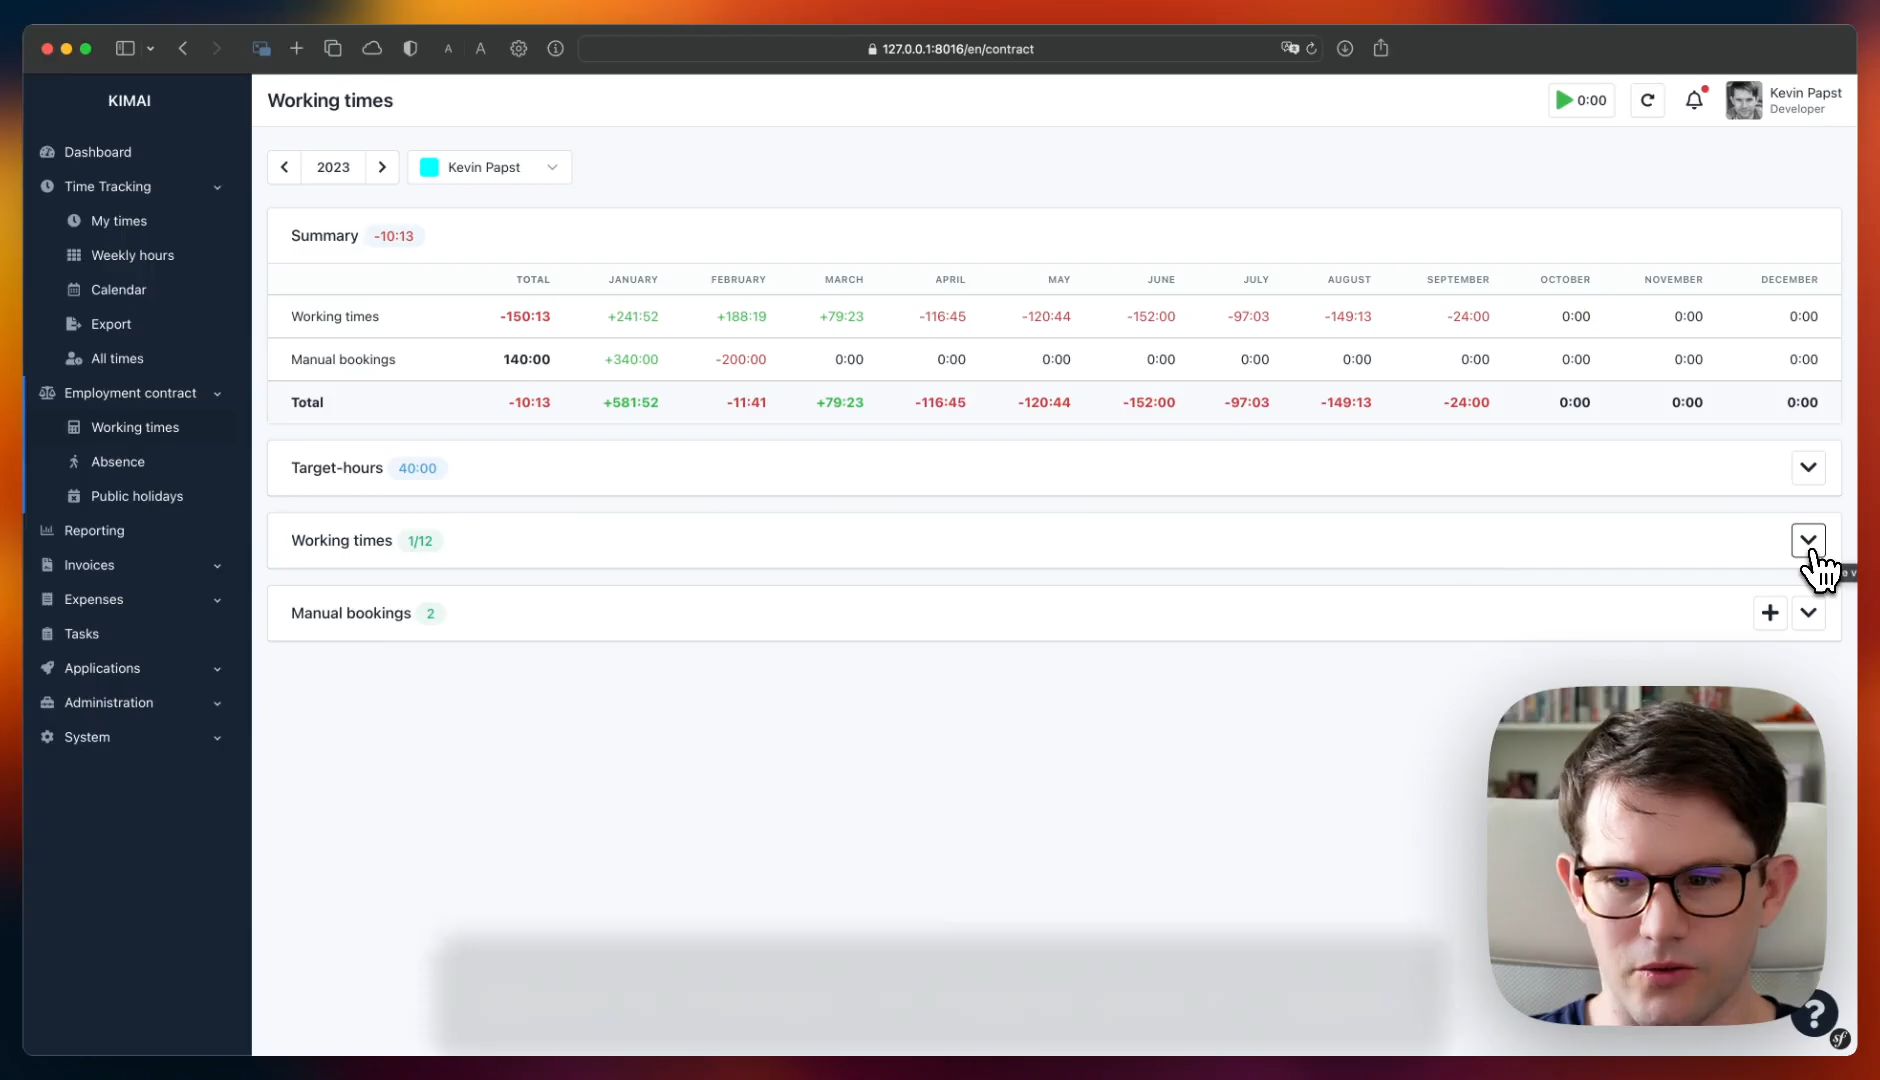 127.0.0.1:8016/en/contract
KIMAI
Working times
0:00
Kevin Papst
Developer
Dashboard
Time Tracking
My times
Weekly hours
Calendar
Export
All times
Employment contract
Working times
Absence
Public holidays
Reporting
Invoices
Expenses
Tasks
Applications
Administration
System
2023
Kevin Papst
Summary -10:13
TOTAL JANUARY FEBRUARY MARCH APRIL MAY JUNE JULY AUGUST SEPTEMBER OCTOBER NOVEMBER DECEMBER
Working times -150:13 +241:52 +188:19 +79:23 -116:45 -120:44 -152:00 -97:03 -149:13 -24:00 0:00 0:00 0:00
Manual bookings 140:00 +340:00 -200:00 0:00 0:00 0:00 0:00 0:00 0:00 0:00 0:00 0:00 0:00
Total -10:13 +581:52 -11:41 +79:23 -116:45 -120:44 -152:00 -97:03 -149:13 -24:00 0:00 0:00 0:00
Target-hours 40:00
Working times 1/12
Manual bookings 2
?
sf